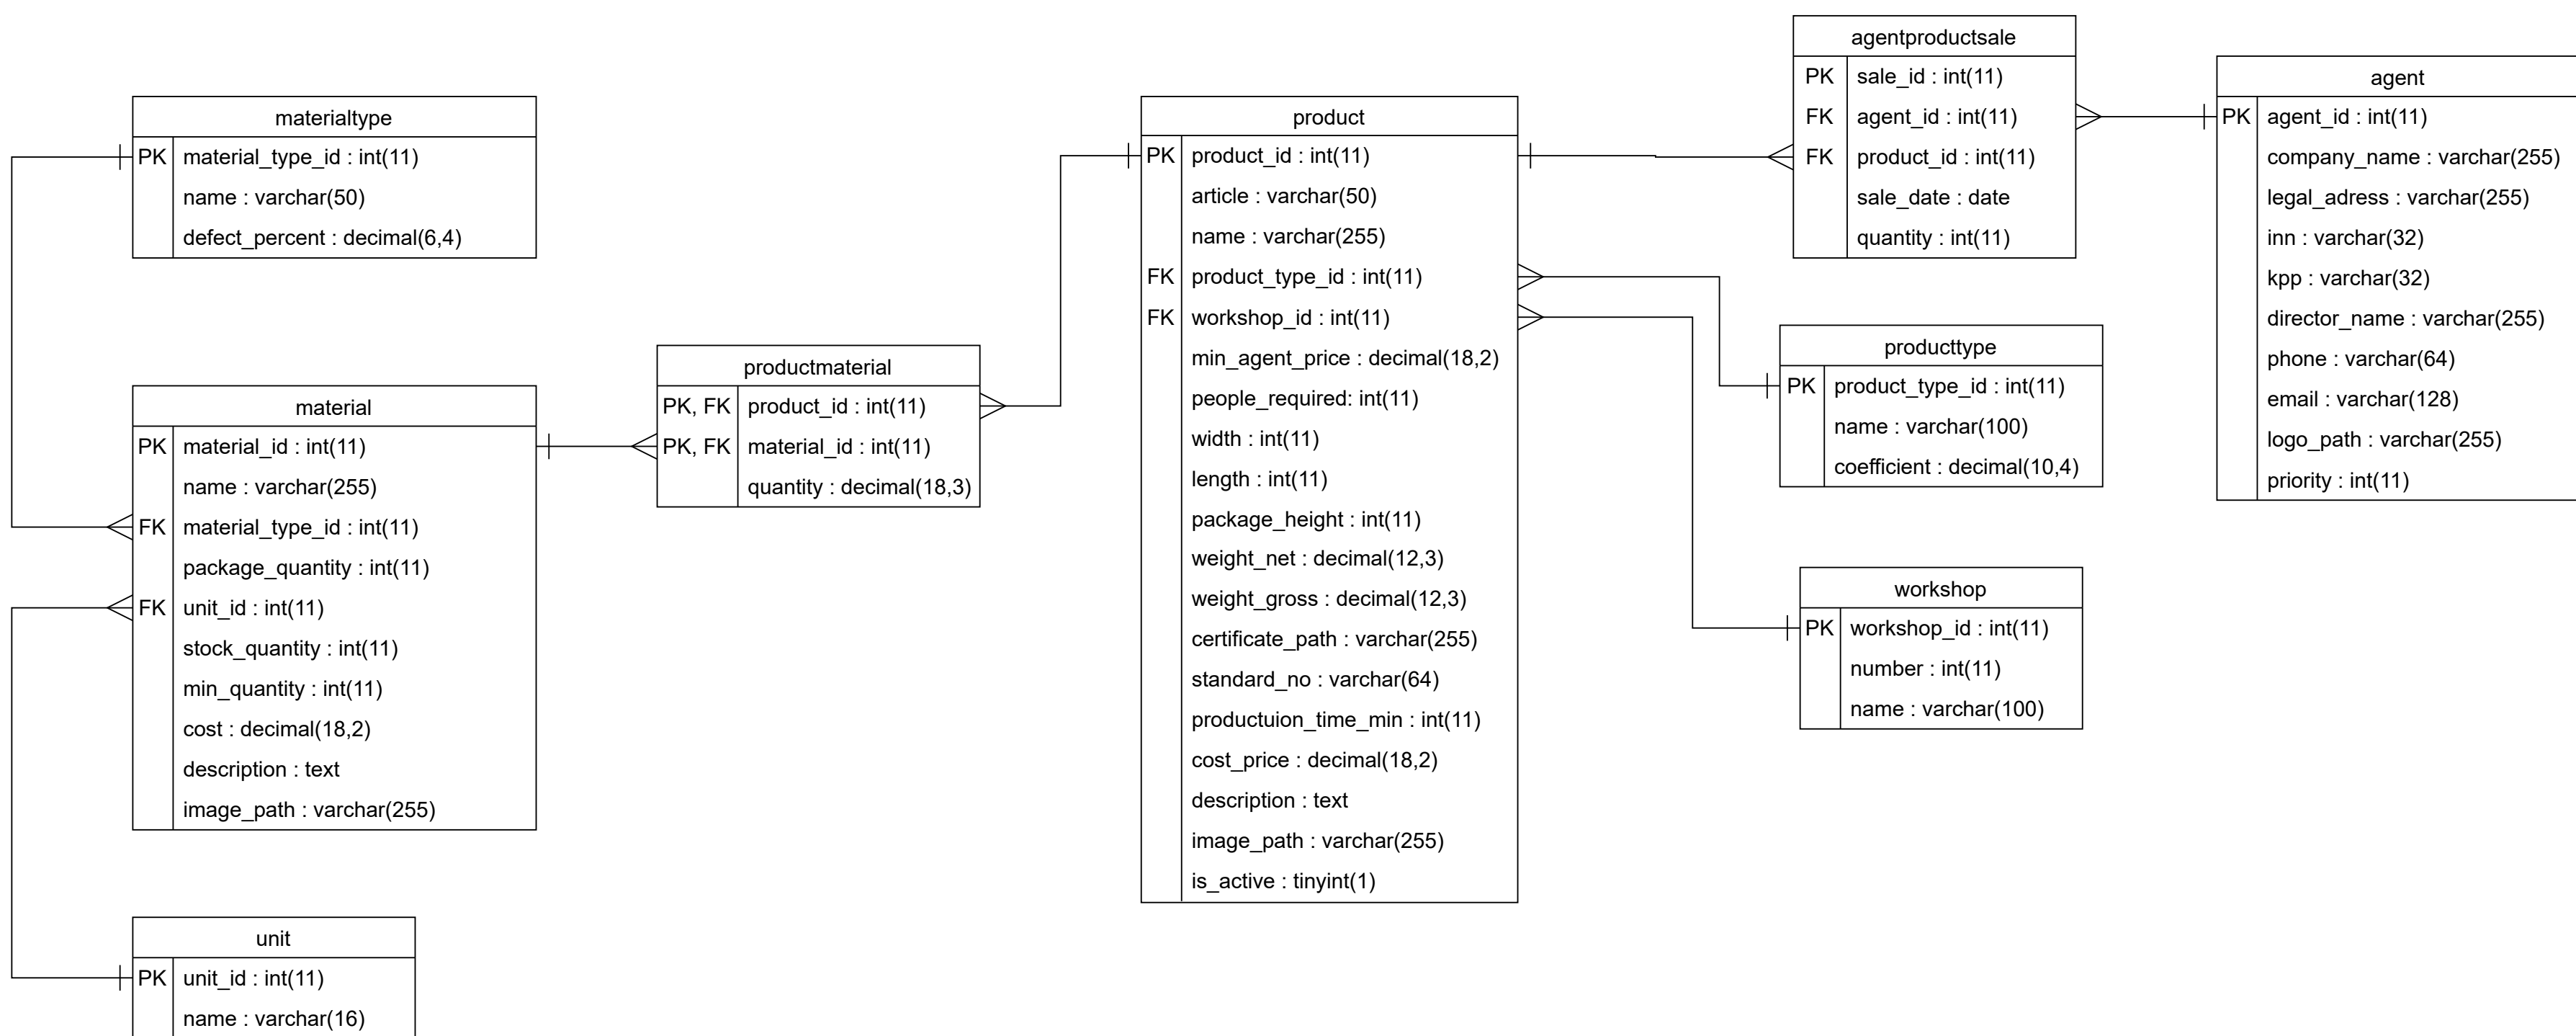 materialtype
PK material_type_id : int(11)
name : varchar(50)
defect_percent : decimal(6,4)
material
PK material_id : int(11)
name : varchar(255)
FK material_type_id : int(11)
package_quantity : int(11)
FK unit_id : int(11)
stock_quantity : int(11)
min_quantity : int(11)
cost : decimal(18,2)
description : text
image_path : varchar(255)
unit
PK unit_id : int(11)
name : varchar(16)
productmaterial
PK, FK product_id : int(11)
PK, FK material_id : int(11)
quantity : decimal(18,3)
product
PK product_id : int(11)
article : varchar(50)
name : varchar(255)
FK product_type_id : int(11)
FK workshop_id : int(11)
min_agent_price : decimal(18,2)
people_required: int(11)
width : int(11)
length : int(11)
package_height : int(11)
weight_net : decimal(12,3)
weight_gross : decimal(12,3)
certificate_path : varchar(255)
standard_no : varchar(64)
productuion_time_min : int(11)
cost_price : decimal(18,2)
description : text
image_path : varchar(255)
is_active : tinyint(1)
agentproductsale
PK sale_id : int(11)
FK agent_id : int(11)
FK product_id : int(11)
sale_date : date
quantity : int(11)
producttype
PK product_type_id : int(11)
name : varchar(100)
coefficient : decimal(10,4)
workshop
PK workshop_id : int(11)
number : int(11)
name : varchar(100)
agent
PK agent_id : int(11)
company_name : varchar(255)
legal_adress : varchar(255)
inn : varchar(32)
kpp : varchar(32)
director_name : varchar(255)
phone : varchar(64)
email : varchar(128)
logo_path : varchar(255)
priority : int(11)